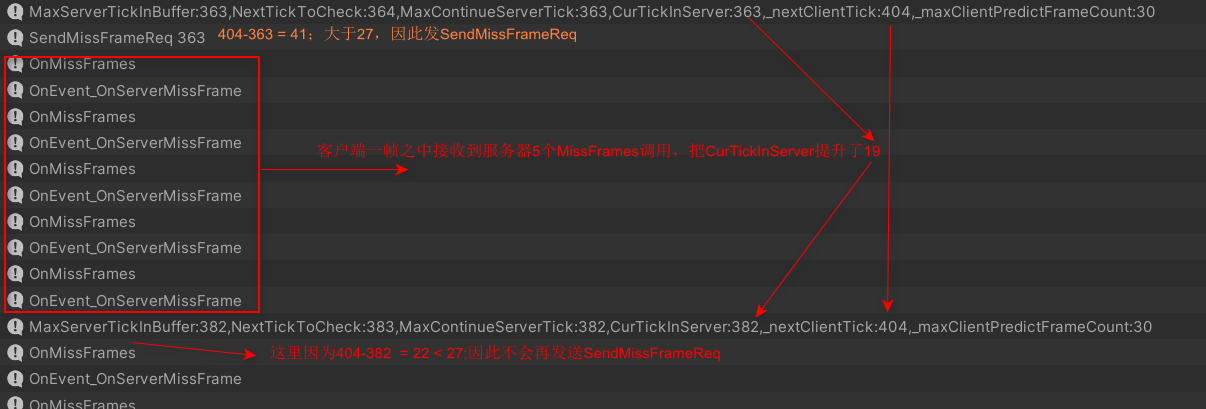 MaxServerTickInBuffer:363,NextTickToCheck:364,MaxContinueServerTick:363,CurTickInServer:363,_nextClientTick:404,_maxClientPredictFrameCount:30
SendMissFrameReq 363 404-363 = 41；大于27，因此发SendMissFrameReq
OnMissFrames
OnEvent_OnServerMissFrame
OnMissFrames
OnEvent_OnServerMissFrame
客户端一帧之中接收到服务器5个MissFrames调用，把CurTickInServer提升了19
OnMissFrames
OnEvent_OnServerMissFrame
OnMissFrames
OnEvent_OnServerMissFrame
OnMissFrames
OnEvent_OnServerMissFrame
MaxServerTickInBuffer:382,NextTickToCheck:383,MaxContinueServerTick:382,CurTickInServer:382,_nextClientTick:404,_maxClientPredictFrameCount:30
OnMissFrames 这里因为404-382 = 22 < 27;因此不会再发送SendMissFrameReq
OnEvent_OnServerMissFrame
OnMissFrames